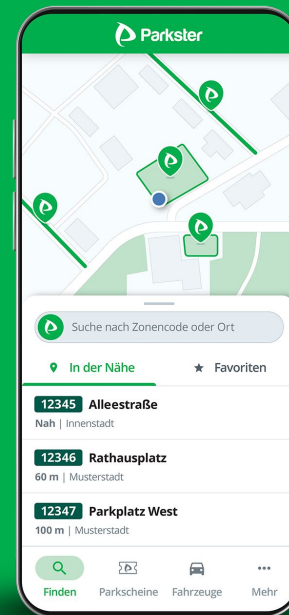 Parkster
Suche nach Zonencode oder Ort
In der Nähe
Favoriten
12345 Alleestraße
Nah | Innenstadt
12346 Rathausplatz
60 m | Musterstadt
12347 Parkplatz West
100 m | Musterstadt
Finden Parkscheine Fahrzeuge Mehr